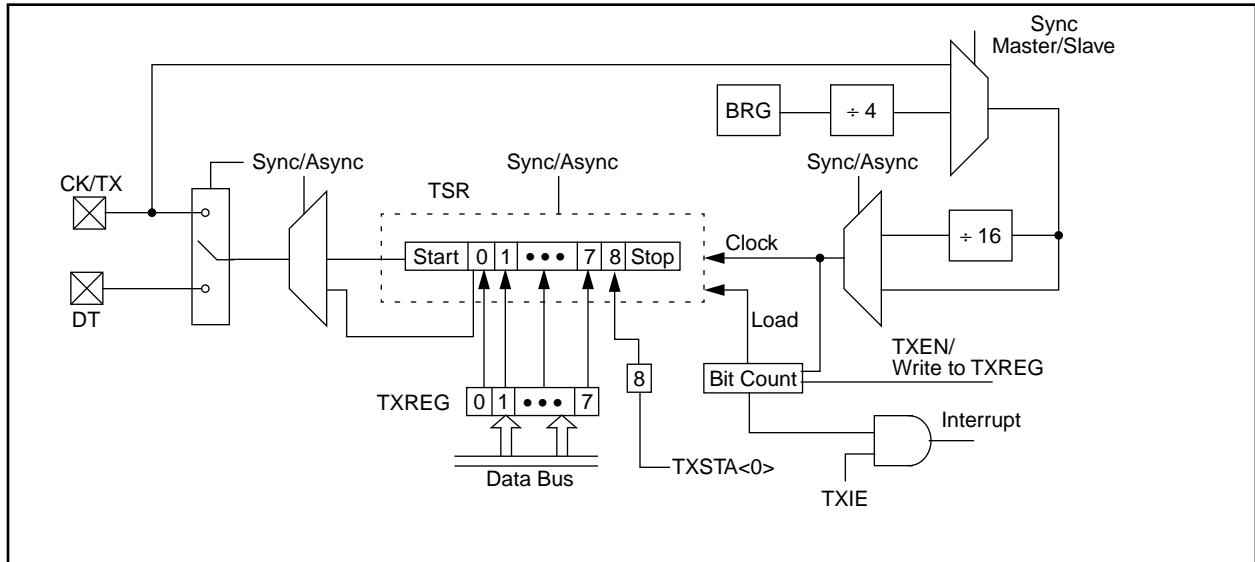 Sync
Master/Slave
BRG
÷ 4
Sync/Async
Sync/Async
Sync/Async
CK/TX
TSR
÷ 16
Start 0 1 ••• 7 8 Stop
Clock
DT
Load
TXEN/
Write to TXREG
8
Bit Count
TXREG 0 1 ••• 7
Interrupt
Data Bus
TXSTA<0>
TXIE